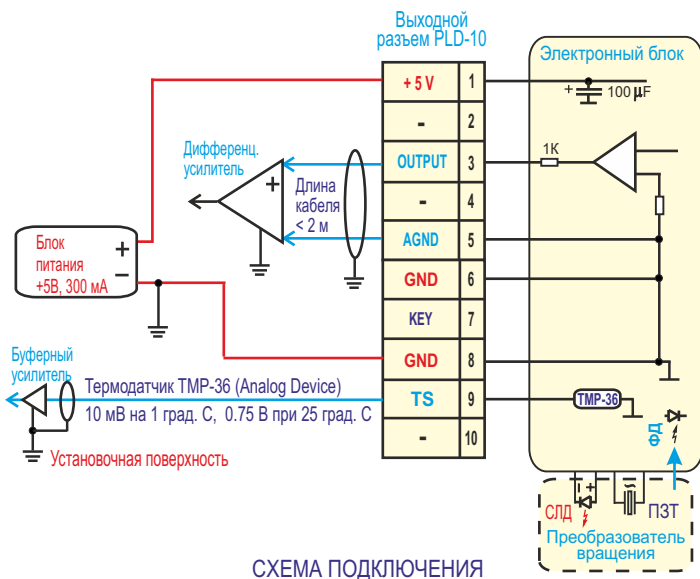 Выходной
разъем PLD-10
Электронный блок
+ 5 V 1
- 2
OUTPUT 3
- 4
AGND 5
GND 6
KEY 7
GND 8
TS 9
- 10
+
100 μF
1К
TMP-36
ФД
Дифференц.
усилитель
+
Длина
кабеля
< 2 м
Блок
питания
+5В, 300 мА
+
–
Буферный
усилитель
Термодатчик TMP-36 (Analog Device)
10 мВ на 1 град. С, 0.75 В при 25 град. С
Установочная поверхность
– +
≈
СЛД
ПЗТ
Преобразователь
вращения
СХЕМА ПОДКЛЮЧЕНИЯ